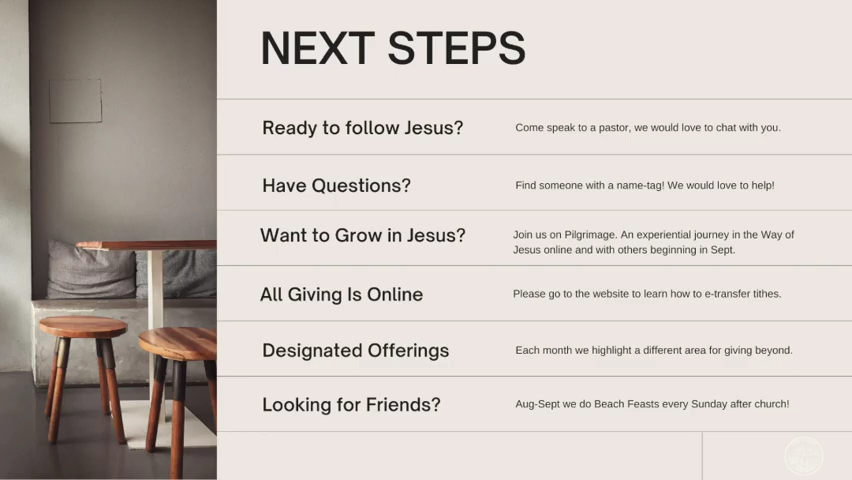 NEXT STEPS
Ready to follow Jesus?
Come speak to a pastor, we would love to chat with you.
Have Questions?
Find someone with a name-tag! We would love to help!
Want to Grow in Jesus?
Join us on Pilgrimage. An experiential journey in the Way of
Jesus online and with others beginning in Sept.
All Giving Is Online
Please go to the website to learn how to e-transfer tithes.
Designated Offerings
Each month we highlight a different area for giving beyond.
Looking for Friends?
Aug-Sept we do Beach Feasts every Sunday after church!